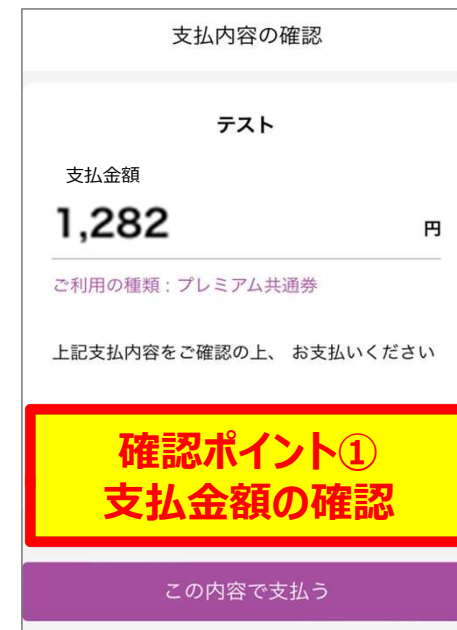 支払内容の確認
テスト
支払金額
1,282 円
ご利用の種類：プレミアム共通券
上記支払内容をご確認の上、 お支払いください
確認ポイント①
支払金額の確認
この内容で支払う